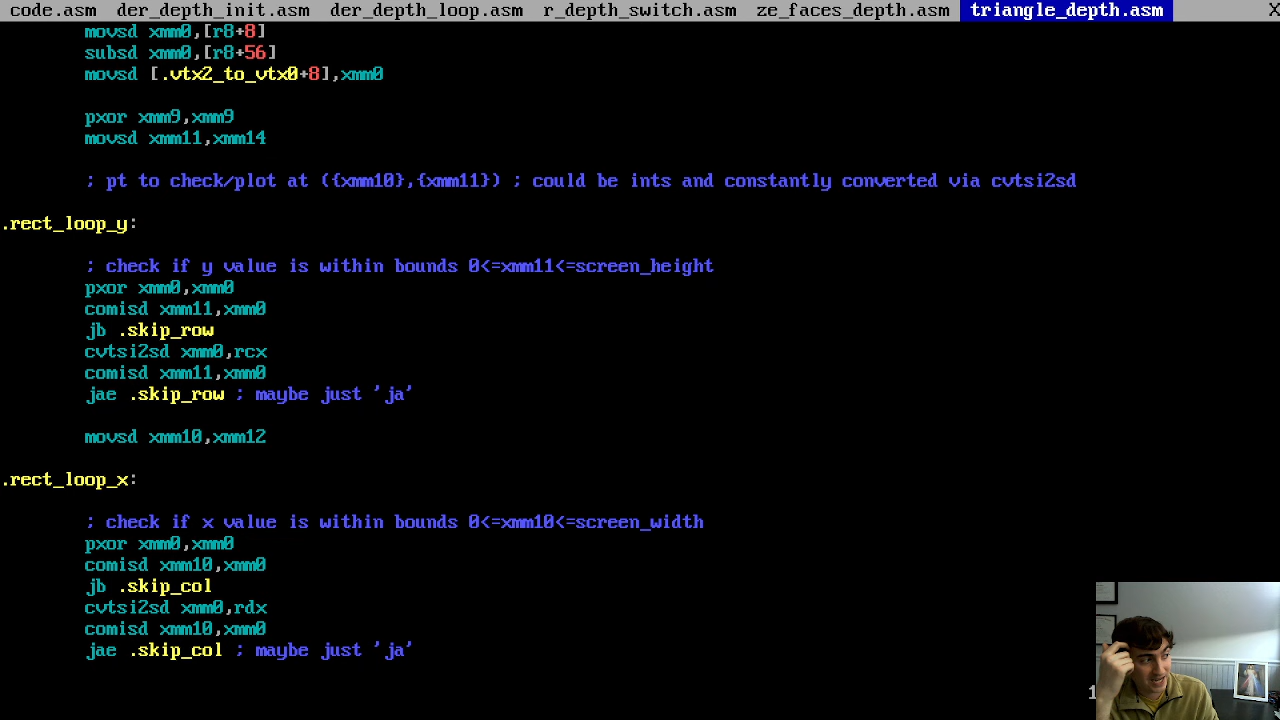 code.asm der_depth_init.asm der_depth_loop.asm r_depth_switch.asm ze_faces_depth.asm triangle_depth.asm X
movsd xmm0,[r8+8]
subsd xmm0,[r8+56]
movsd [.vtx2_to_vtx0+8],xmm0
pxor xmm9,xmm9
movsd xmm11,xmm14
; pt to check/plot at ({xmm10},{xmm11}) ; could be ints and constantly converted via cvtsi2sd
.rect_loop_y:
; check if y value is within bounds 0<=xmm11<=screen_height
pxor xmm0,xmm0
comisd xmm11,xmm0
jb .skip_row
cvtsi2sd xmm0,rcx
comisd xmm11,xmm0
jae .skip_row ; maybe just 'ja'
movsd xmm10,xmm12
.rect_loop_x:
; check if x value is within bounds 0<=xmm10<=screen_width
pxor xmm0,xmm0
comisd xmm10,xmm0
jb .skip_col
cvtsi2sd xmm0,rdx
comisd xmm10,xmm0
jae .skip_col ; maybe just 'ja'